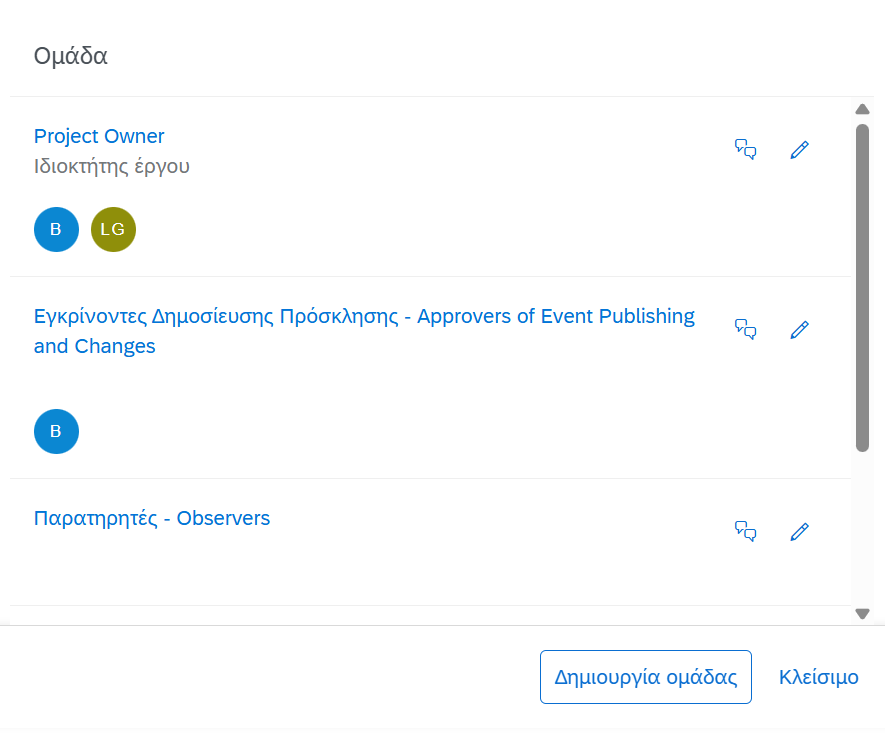 Ομάδα
Project Owner
Ιδιοκτήτης έργου
B LG
Εγκρίνοντες Δημοσίευσης Πρόσκλησης - Approvers of Event Publishing
and Changes
B
Παρατηρητές - Observers
Δημιουργία ομάδας Κλείσιμο